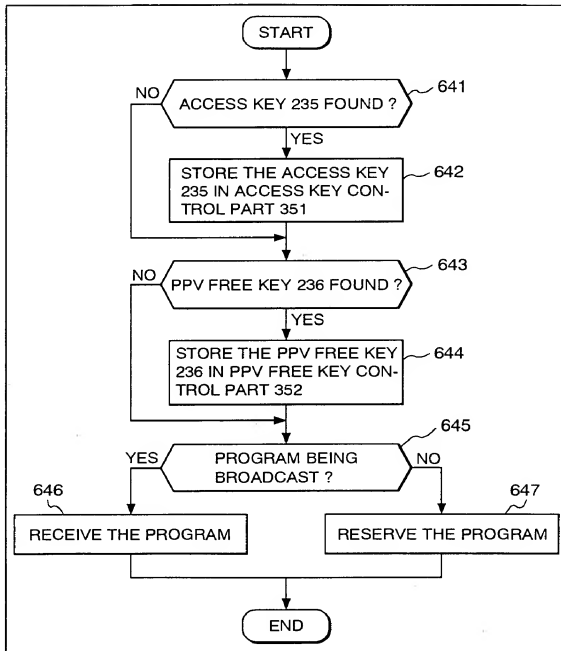 START
641
NO
ACCESS KEY 235 FOUND ?
YES
STORE THE ACCESS KEY
235 IN ACCESS KEY CON-
TROL PART 351
642
643
NO
PPV FREE KEY 236 FOUND ?
YES
STORE THE PPV FREE KEY
236 IN PPV FREE KEY CON-
TROL PART 352
644
645
YES
PROGRAM BEING
BROADCAST ?
NO
646
RECEIVE THE PROGRAM
647
RESERVE THE PROGRAM
END